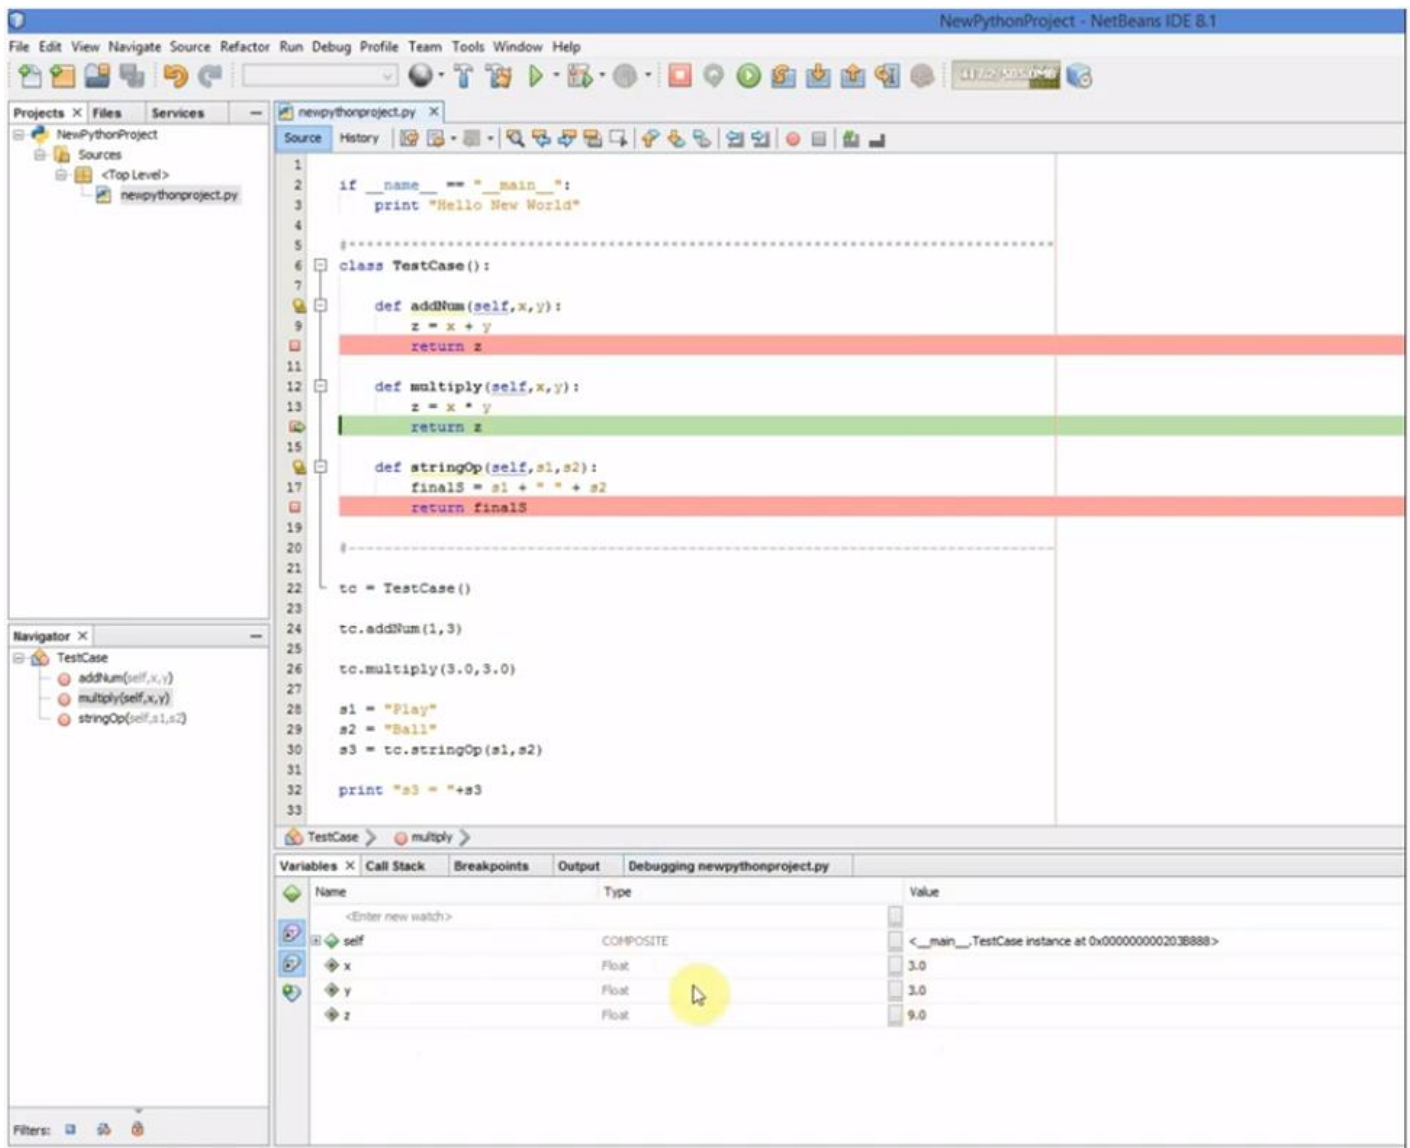 NewPythonProject - NetBeans IDE 8.1
File Edit View Navigate Source Refactor Run Debug Profile Team Tools Window Help
Projects Files Services
newpythonproject.py
NewPythonProject
Sources
<Top Level>
newpythonproject.py
Source History
1
2 if __name__ == "__main__":
3 print "Hello New World"
4
5
6 class TestCase():
7
def addNum(self,x,y):
9 z = x + y
return z
11
12 def multiply(self,x,y):
13 z = x * y
return z
15
def stringOp(self,s1,s2):
17 finalS = s1 + " " + s2
return finalS
19
20
21
22 tc = TestCase()
23
24 tc.addNum(1,3)
25
26 tc.multiply(3.0,3.0)
27
28 s1 = "Play"
29 s2 = "Ball"
30 s3 = tc.stringOp(s1,s2)
31
32 print "s3 = "+s3
33
Navigator
TestCase
addNum(self,x,y)
multiply(self,x,y)
stringOp(self,s1,s2)
TestCase multiply
Variables Call Stack Breakpoints Output Debugging newpythonproject.py
Name Type Value
<Enter new watch>
self COMPOSITE <__main__.TestCase instance at 0x000000000203B888>
x Float 3.0
y Float 3.0
z Float 9.0
Filters: